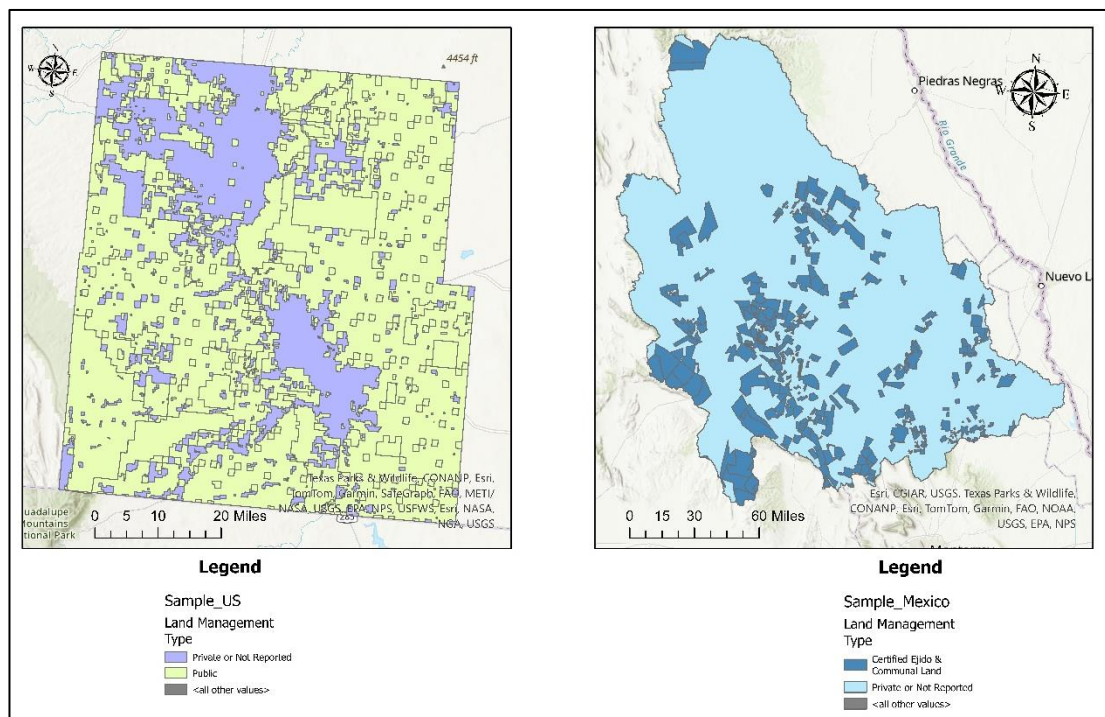 N
W E
S
4454 ft
Texas Parks & Wildlife, CONANP, Esri,
TomTom, Garmin, SafeGraph, FAO, METI/
NASA, USGS, EPA, NPS, USFWS, Esri, NASA,
NGA, USGS
285
uadalupe
Mountains
tional Park
0 5 10 20 Miles
Legend
Sample_US
Land Management
Type
Private or Not Reported
Public
<all other values>
Piedras Negras
N
W E
S
Rio Grande
Nuevo L
Esri, CGIAR, USGS, Texas Parks & Wildlife,
CONANP, Esri, TomTom, Garmin, FAO, NOAA,
USGS, EPA, NPS
0 15 30 60 Miles
Monterrey
Legend
Sample_Mexico
Land Management
Type
Certified Ejido &
Communal Land
Private or Not Reported
<all other values>